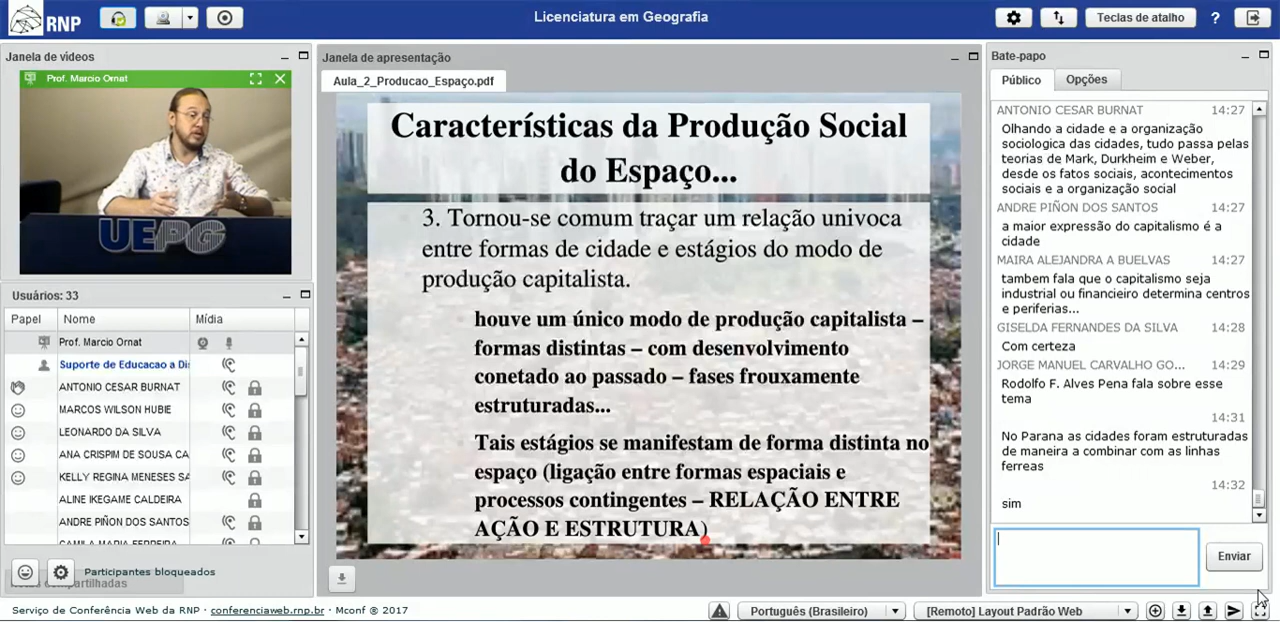 RNP
Licenciatura em Geografia
Teclas de atalho
?
Janela de vídeos
Prof. Marcio Ornat
UEPG
Usuários: 33
Papel Nome Mídia
Prof. Marcio Ornat
Suporte de Educacao a Di
ANTONIO CESAR BURNAT
MARCOS WILSON HUBIE
LEONARDO DA SILVA
ANA CRISPIM DE SOUSA CA
KELLY REGINA MENESES SA
ALINE IKEGAME CALDEIRA
ANDRE PIÑON DOS SANTOS
CAMILA MARIA FERREIRA
Participantes bloqueados
Janela de apresentação
Aula_2_Producao_Espaço.pdf
Características da Produção Social
do Espaço...
3. Tornou-se comum traçar um relação univoca
entre formas de cidade e estágios do modo de
produção capitalista.
houve um único modo de produção capitalista –
formas distintas – com desenvolvimento
conetado ao passado – fases frouxamente
estruturadas...
Tais estágios se manifestam de forma distinta no
espaço (ligação entre formas espaciais e
processos contingentes – RELAÇÃO ENTRE
AÇÃO E ESTRUTURA)
Bate-papo
Público Opções
ANTONIO CESAR BURNAT 14:27
Olhando a cidade e a organização
sociologica das cidades, tudo passa pelas
teorias de Mark, Durkheim e Weber,
desde os fatos sociais, acontecimentos
sociais e a organização social
ANDRE PIÑON DOS SANTOS 14:27
a maior expressão do capitalismo é a
cidade
MAIRA ALEJANDRA A BUELVAS 14:27
tambem fala que o capitalismo seja
industrial ou financieiro determina centros
e periferias...
GISELDA FERNANDES DA SILVA 14:28
Com certeza
JORGE MANUEL CARVALHO GO... 14:29
Rodolfo F. Alves Pena fala sobre esse
tema
14:31
No Parana as cidades foram estruturadas
de maneira a combinar com as linhas
ferreas
14:32
sim
Enviar
Serviço de Conferência Web da RNP · conferenciaweb.rnp.br · Mconf ® 2017
Português (Brasileiro)
[Remoto] Layout Padrão Web